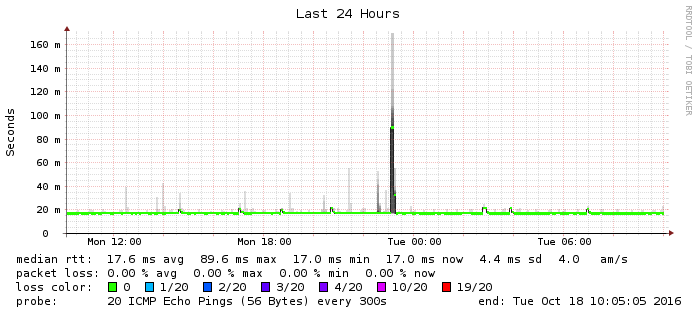 Last 24 Hours
RRDTOOL / TOBI OETIKER
Seconds
160 m
140 m
120 m
100 m
80 m
60 m
40 m
20 m
0
Mon 12:00 Mon 18:00 Tue 00:00 Tue 06:00
median rtt: 17.6 ms avg 89.6 ms max 17.0 ms min 17.0 ms now 4.4 ms sd 4.0 am/s
packet loss: 0.00 % avg 0.00 % max 0.00 % min 0.00 % now
loss color: 0 1/20 2/20 3/20 4/20 10/20 19/20
probe: 20 ICMP Echo Pings (56 Bytes) every 300s end: Tue Oct 18 10:05:05 2016